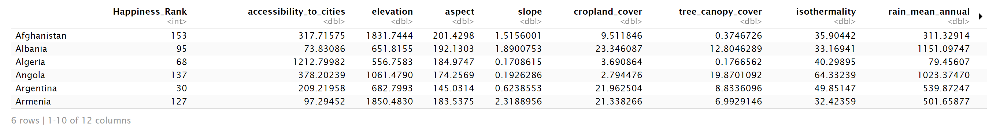 Happiness_Rank accessibility_to_cities elevation aspect slope cropland_cover tree_canopy_cover isothermality rain_mean_annual
<int> <dbl> <dbl> <dbl> <dbl> <dbl> <dbl> <dbl> <dbl>
Afghanistan 153 317.71575 1831.7444 201.4298 1.5156001 9.511846 0.3746726 35.90442 311.32914
Albania 95 73.83086 651.8155 192.1303 1.8900753 23.346087 12.8046289 33.16941 1151.09747
Algeria 68 1212.79982 556.7583 184.9747 0.1708615 3.690864 0.1766562 40.29895 79.45607
Angola 137 378.20239 1061.4790 174.2569 0.1926286 2.794476 19.8701092 64.33239 1023.37470
Argentina 30 209.21958 682.7993 145.0314 0.6238553 21.962504 8.8336096 49.85147 539.87247
Armenia 127 97.29452 1850.4830 183.5375 2.3188956 21.338266 6.9929146 32.42359 501.65877
6 rows | 1-10 of 12 columns